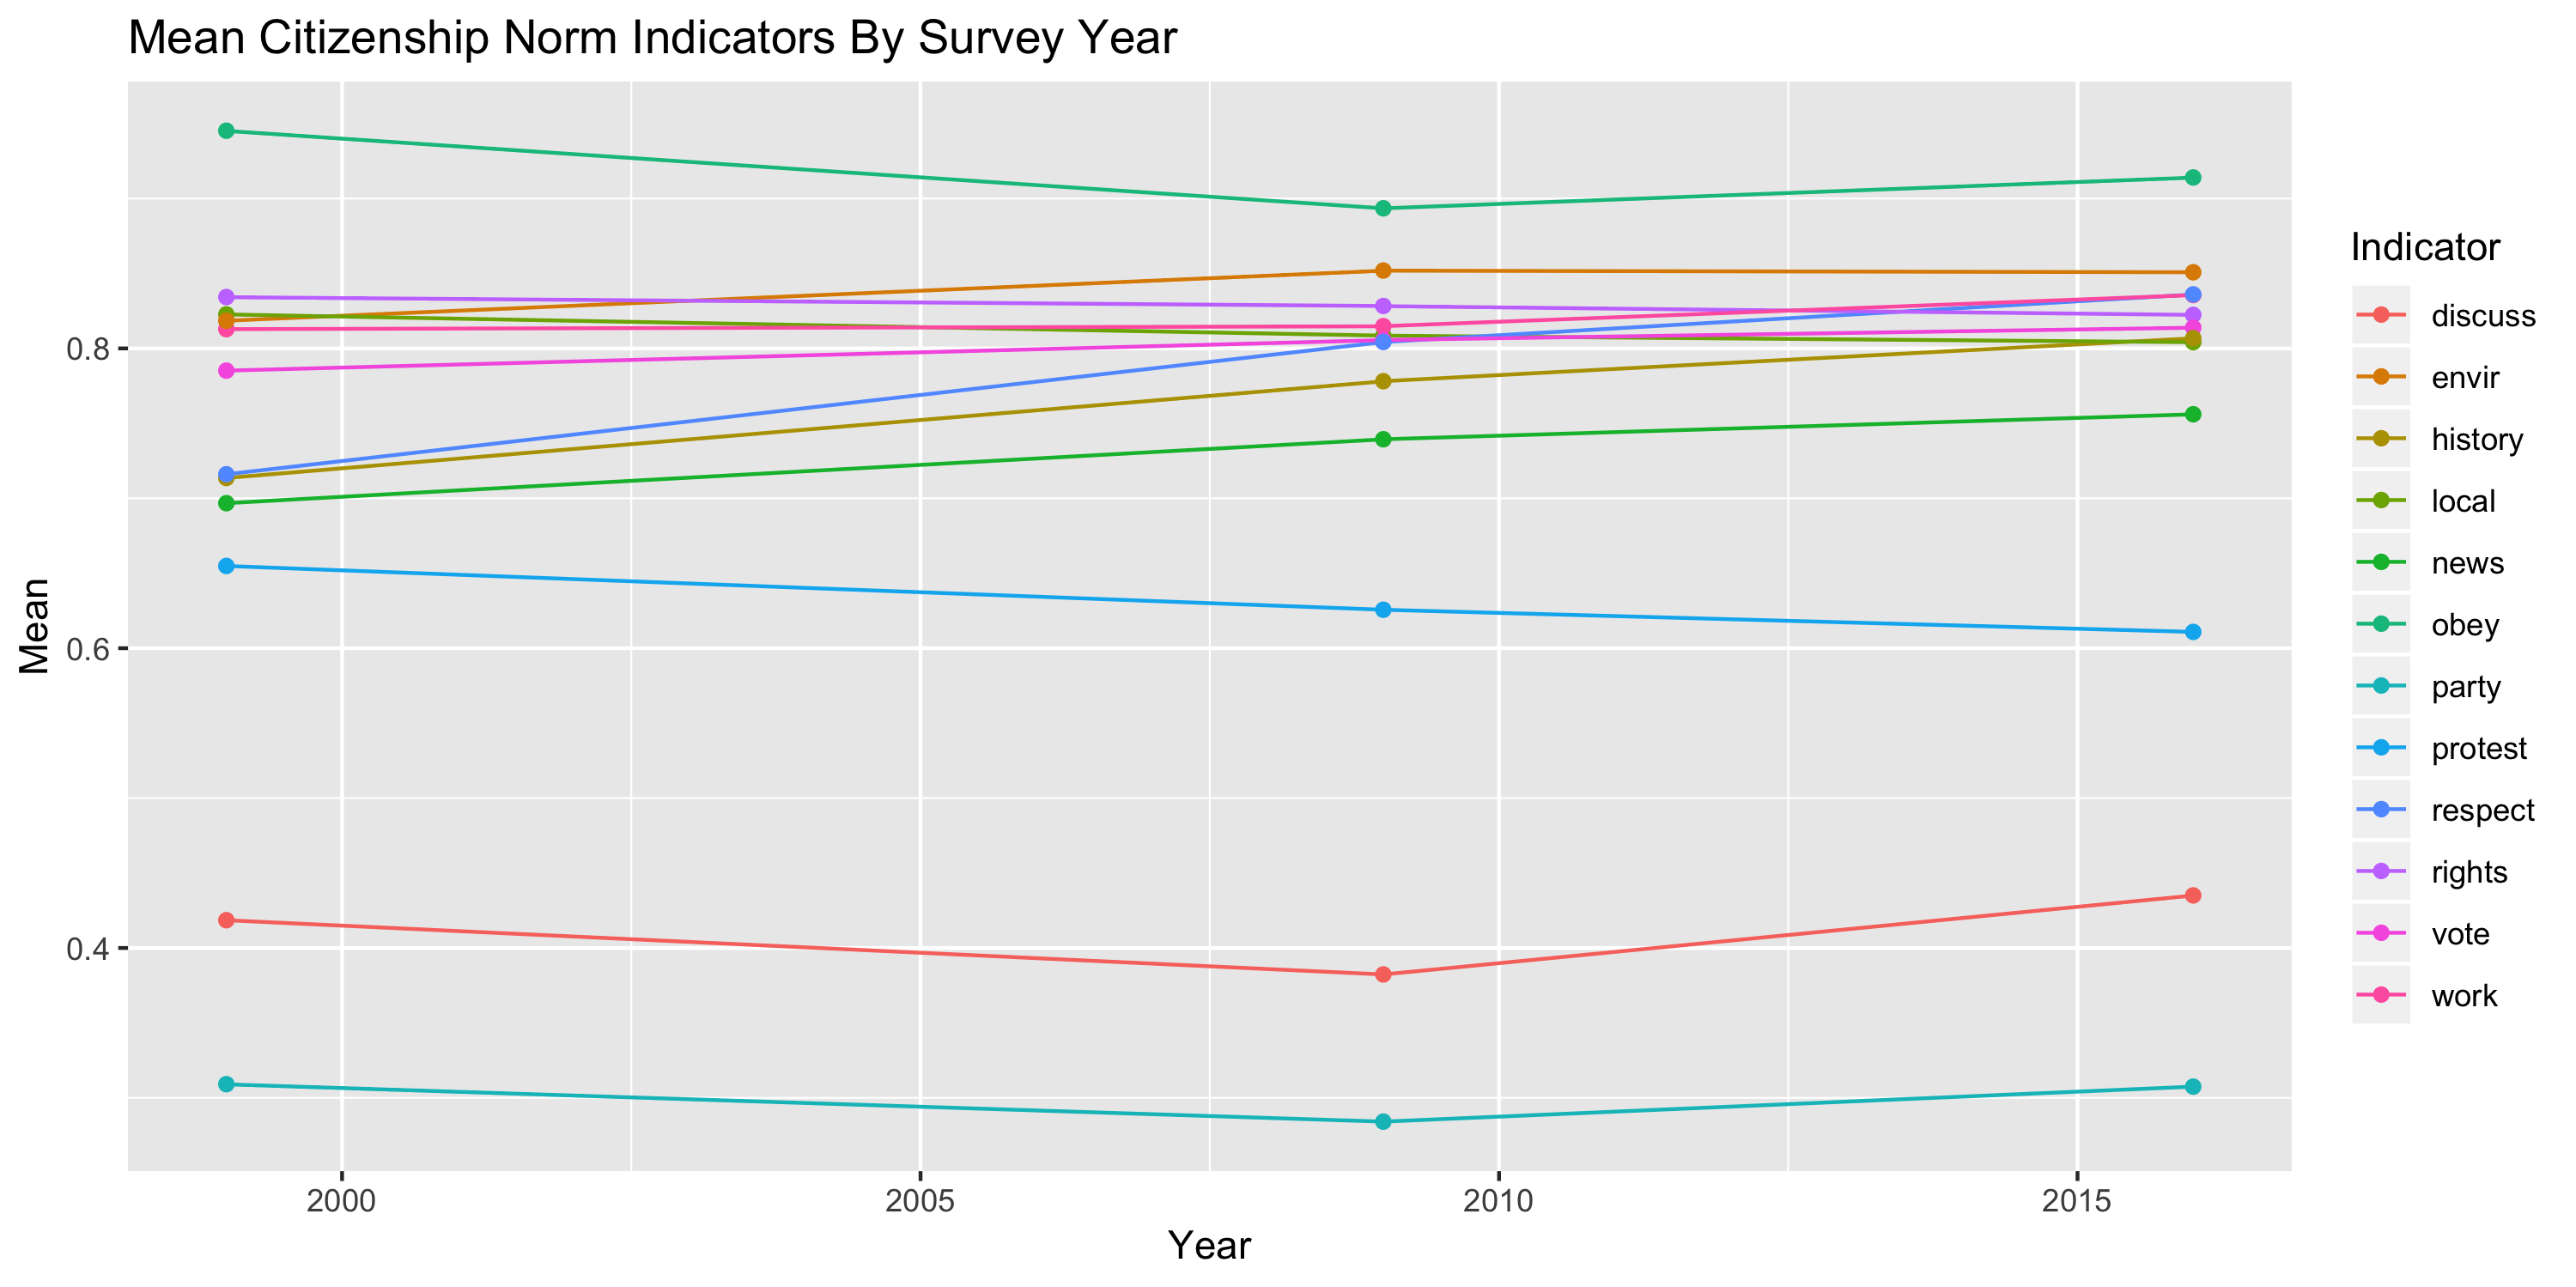 Mean Citizenship Norm Indicators By Survey Year
Mean
0.8
0.6
0.4
2000
2005
2010
2015
Year
Indicator
discuss
envir
history
local
news
obey
party
protest
respect
rights
vote
work